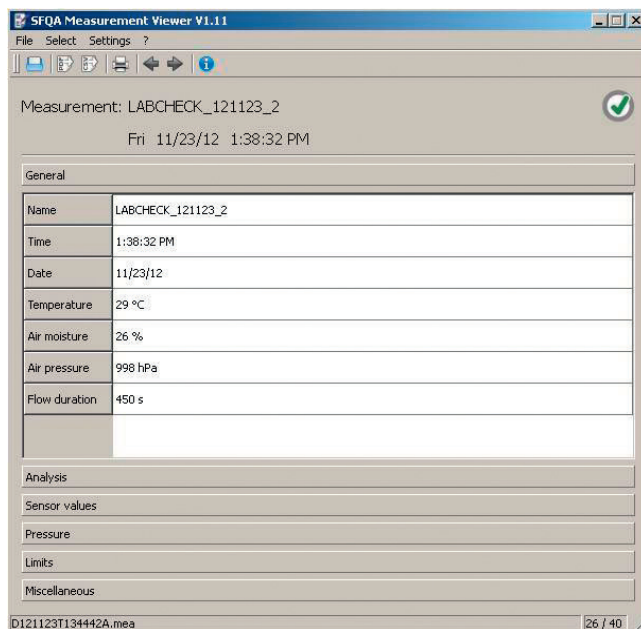 SFQA Measurement Viewer V1.11
File Select Settings ?
Measurement: LABCHECK_121123_2
Fri 11/23/12 1:38:32 PM
General
Name LABCHECK_121123_2
Time 1:38:32 PM
Date 11/23/12
Temperature 29 °C
Air moisture 26 %
Air pressure 998 hPa
Flow duration 450 s
Analysis
Sensor values
Pressure
Limits
Miscellaneous
D121123T134442A.mea 26 / 40